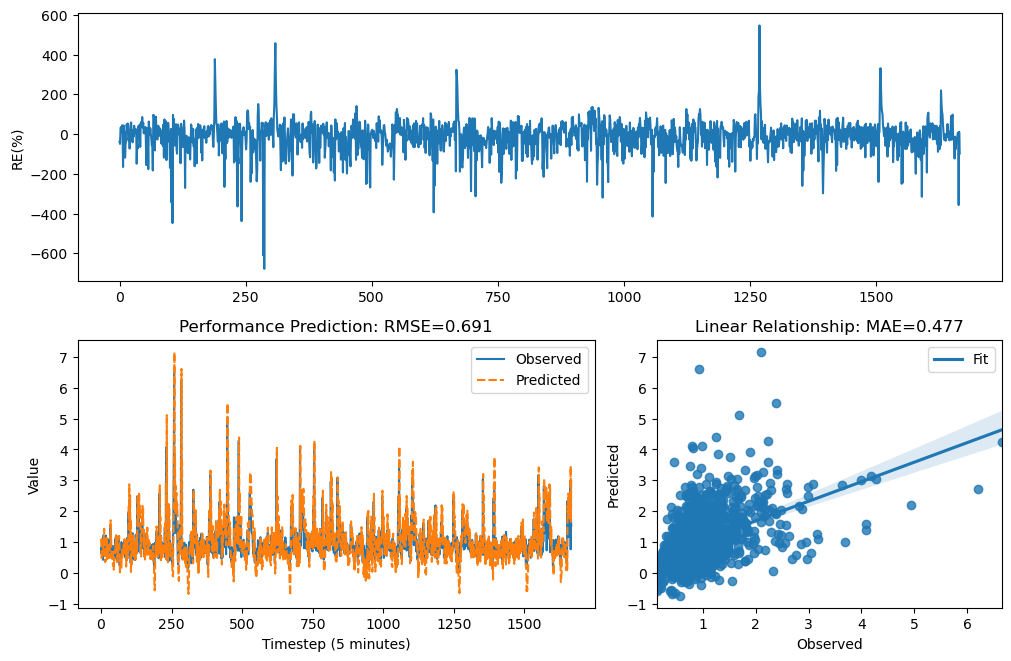 600
400
200
0
−200
−400
−600
RE(%)
0 250 500 750 1000 1250 1500
Performance Prediction: RMSE=0.691
7
6
5
4
3
2
1
0
−1
Value
Observed
Predicted
0 250 500 750 1000 1250 1500
Timestep (5 minutes)
Linear Relationship: MAE=0.477
7
6
5
4
3
2
1
0
−1
Predicted
Fit
1 2 3 4 5 6
Observed